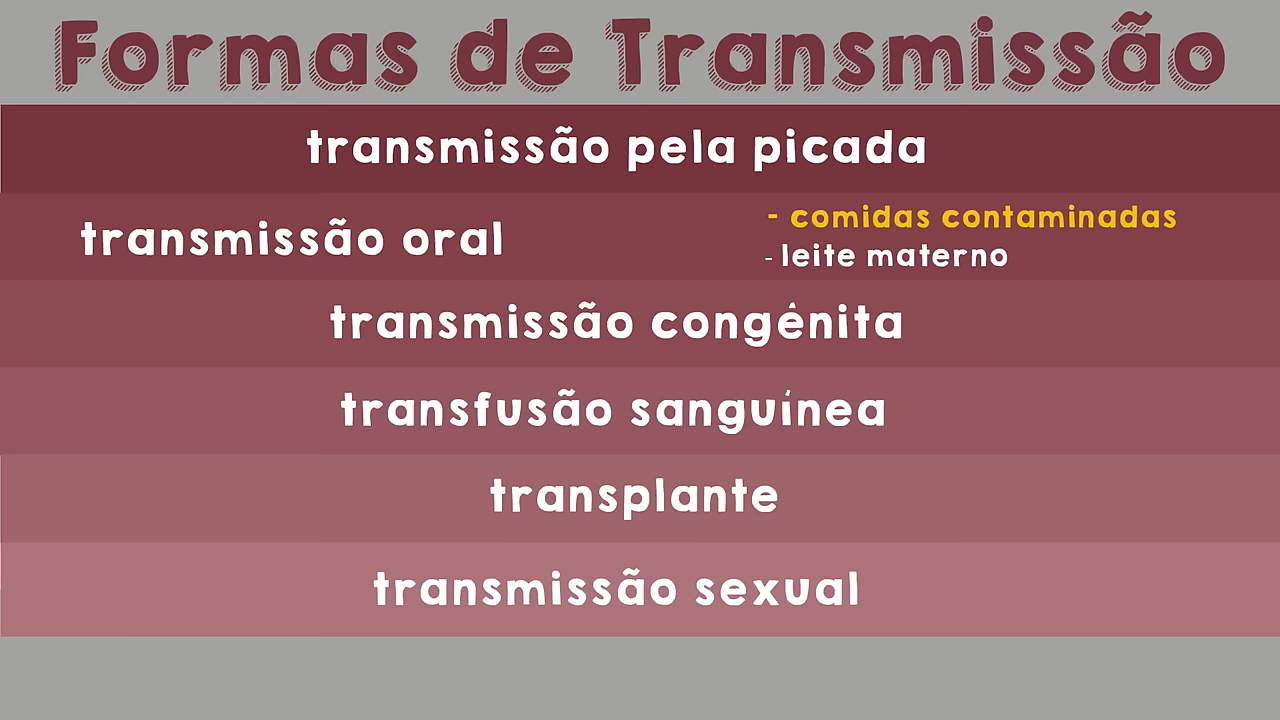 Formas de Transmissão
transmissão pela picada
transmissão oral
- comidas contaminadas
- leite materno
transmissão congênita
transfusão sanguínea
transplante
transmissão sexual